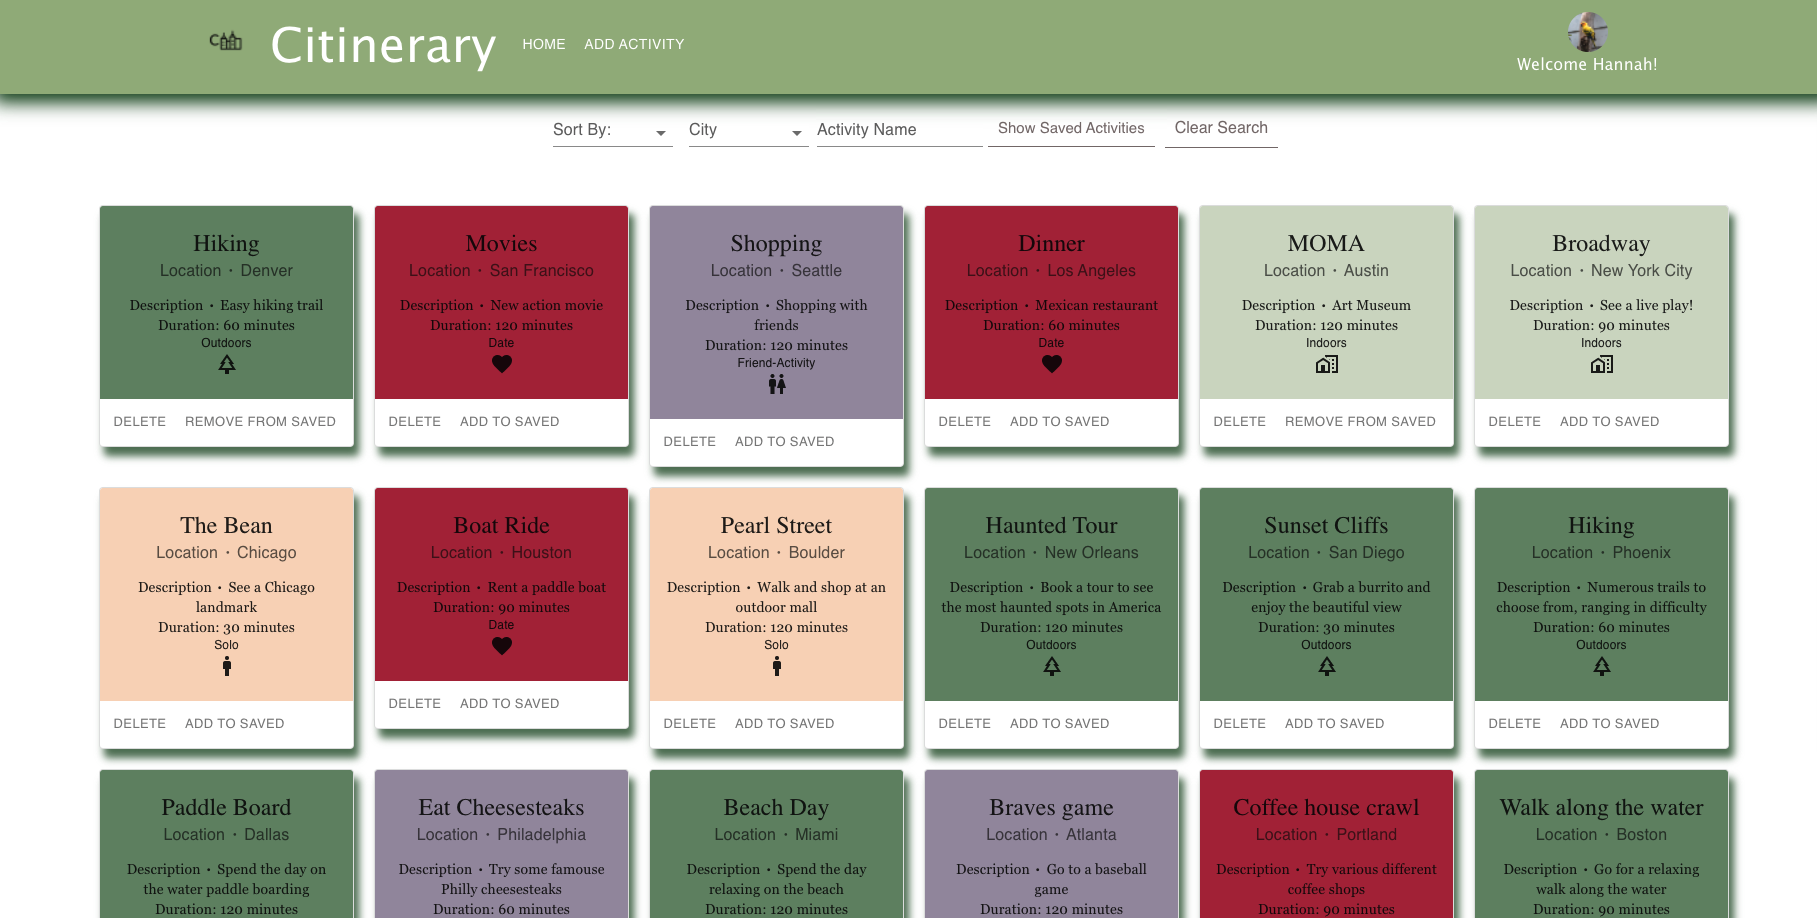 Citinerary
HOME
ADD ACTIVITY
Welcome Hannah!
Sort By:
City
Activity Name
Show Saved Activities
Clear Search
Hiking
Location • Denver
Description • Easy hiking trail
Duration: 60 minutes
Outdoors
DELETE
REMOVE FROM SAVED
Movies
Location • San Francisco
Description • New action movie
Duration: 120 minutes
Date
DELETE
ADD TO SAVED
Shopping
Location • Seattle
Description • Shopping with
friends
Duration: 120 minutes
Friend-Activity
DELETE
ADD TO SAVED
Dinner
Location • Los Angeles
Description • Mexican restaurant
Duration: 60 minutes
Date
DELETE
ADD TO SAVED
MOMA
Location • Austin
Description • Art Museum
Duration: 120 minutes
Indoors
DELETE
REMOVE FROM SAVED
Broadway
Location • New York City
Description • See a live play!
Duration: 90 minutes
Indoors
DELETE
ADD TO SAVED
The Bean
Location • Chicago
Description • See a Chicago
landmark
Duration: 30 minutes
Solo
DELETE
ADD TO SAVED
Boat Ride
Location • Houston
Description • Rent a paddle boat
Duration: 90 minutes
Date
DELETE
ADD TO SAVED
Pearl Street
Location • Boulder
Description • Walk and shop at an
outdoor mall
Duration: 120 minutes
Solo
DELETE
ADD TO SAVED
Haunted Tour
Location • New Orleans
Description • Book a tour to see
the most haunted spots in America
Duration: 120 minutes
Outdoors
DELETE
ADD TO SAVED
Sunset Cliffs
Location • San Diego
Description • Grab a burrito and
enjoy the beautiful view
Duration: 30 minutes
Outdoors
DELETE
ADD TO SAVED
Hiking
Location • Phoenix
Description • Numerous trails to
choose from, ranging in difficulty
Duration: 60 minutes
Outdoors
DELETE
ADD TO SAVED
Paddle Board
Location • Dallas
Description • Spend the day on
the water paddle boarding
Duration: 120 minutes
Eat Cheesesteaks
Location • Philadelphia
Description • Try some famouse
Philly cheesesteaks
Duration: 60 minutes
Beach Day
Location • Miami
Description • Spend the day
relaxing on the beach
Duration: 120 minutes
Braves game
Location • Atlanta
Description • Go to a baseball
game
Duration: 120 minutes
Coffee house crawl
Location • Portland
Description • Try various different
coffee shops
Duration: 90 minutes
Walk along the water
Location • Boston
Description • Go for a relaxing
walk along the water
Duration: 90 minutes